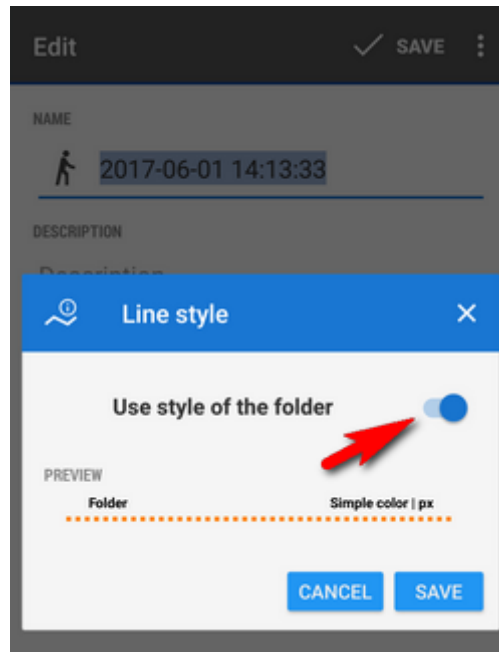 Edit
SAVE
NAME
2017-06-01 14:13:33
DESCRIPTION
Description
Line style
Use style of the folder
PREVIEW
Folder Simple color | px
CANCEL SAVE